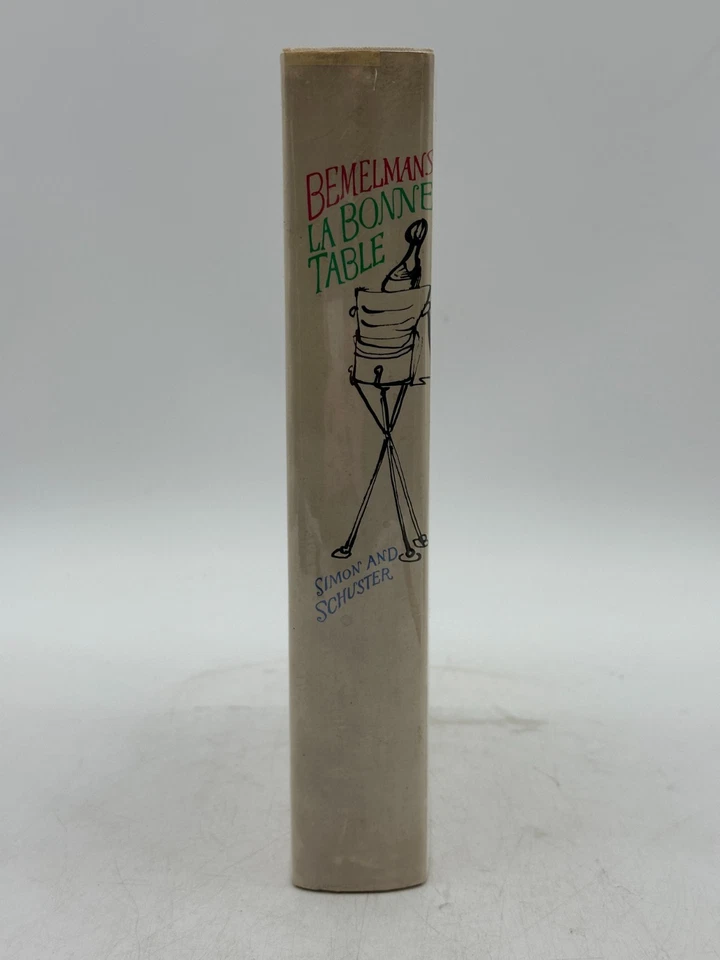 BEMELMANS
LA BONNE
TABLE
SIMON AND
SCHUSTER